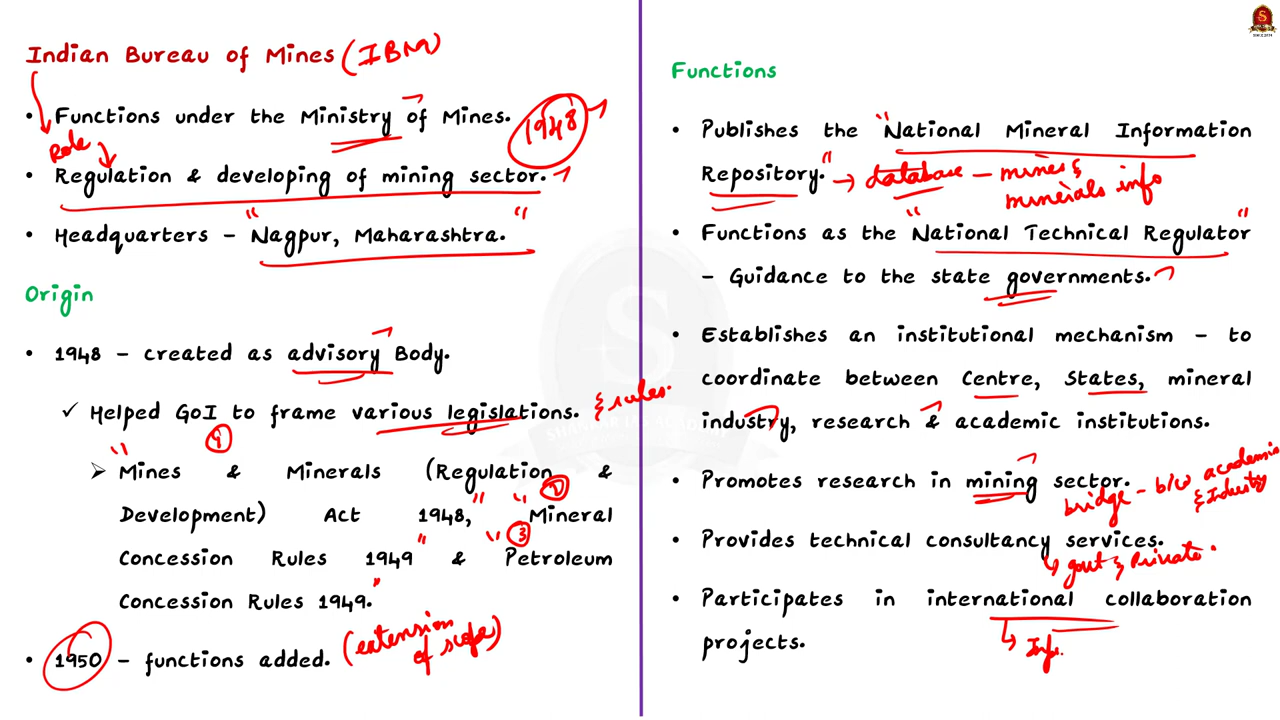 Indian Bureau of Mines (IBM)
• Functions under the Ministry of Mines. 1948
Role
• Regulation & developing of mining sector.
• Headquarters – "Nagpur, Maharashtra."
Origin
• 1948 – created as advisory Body.
✓ Helped GoI to frame various legislations. & rules.
➢ "Mines & Minerals (Regulation &
Development) Act 1948," "Mineral
Concession Rules 1949" & "Petroleum
Concession Rules 1949."
1
2
3
• 1950 – functions added. (extension
of scope)
S
Functions
• Publishes the "National Mineral Information
Repository." → database – mines &
minerals info
• Functions as the "National Technical Regulator"
– Guidance to the state governments.
• Establishes an institutional mechanism – to
coordinate between Centre, States, mineral
industry, research & academic institutions.
• Promotes research in mining sector.
bridge – b/w academia
& Industry
• Provides technical consultancy services.
govt & Private.
• Participates in international collaboration
projects.
S